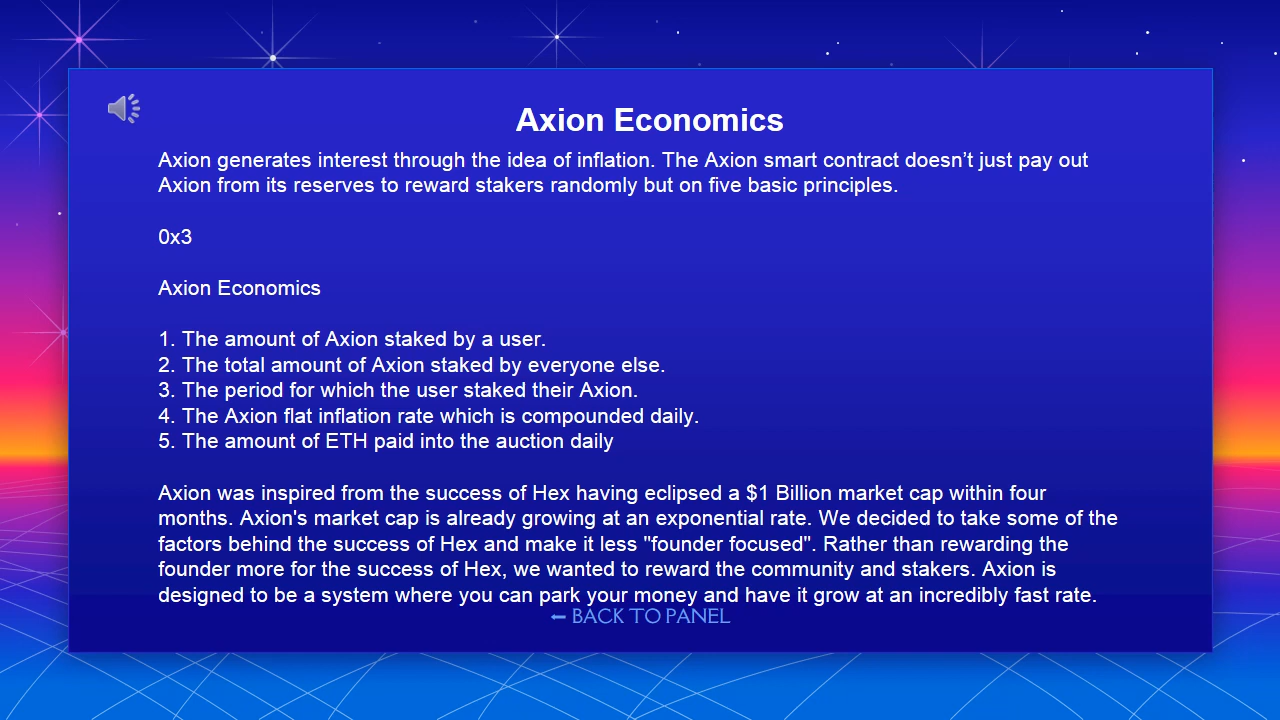 Axion Economics
Axion generates interest through the idea of inflation. The Axion smart contract doesn’t just pay out
Axion from its reserves to reward stakers randomly but on five basic principles.
0x3
Axion Economics
1. The amount of Axion staked by a user.
2. The total amount of Axion staked by everyone else.
3. The period for which the user staked their Axion.
4. The Axion flat inflation rate which is compounded daily.
5. The amount of ETH paid into the auction daily
Axion was inspired from the success of Hex having eclipsed a $1 Billion market cap within four
months. Axion's market cap is already growing at an exponential rate. We decided to take some of the
factors behind the success of Hex and make it less "founder focused". Rather than rewarding the
founder more for the success of Hex, we wanted to reward the community and stakers. Axion is
designed to be a system where you can park your money and have it grow at an incredibly fast rate.
← BACK TO PANEL